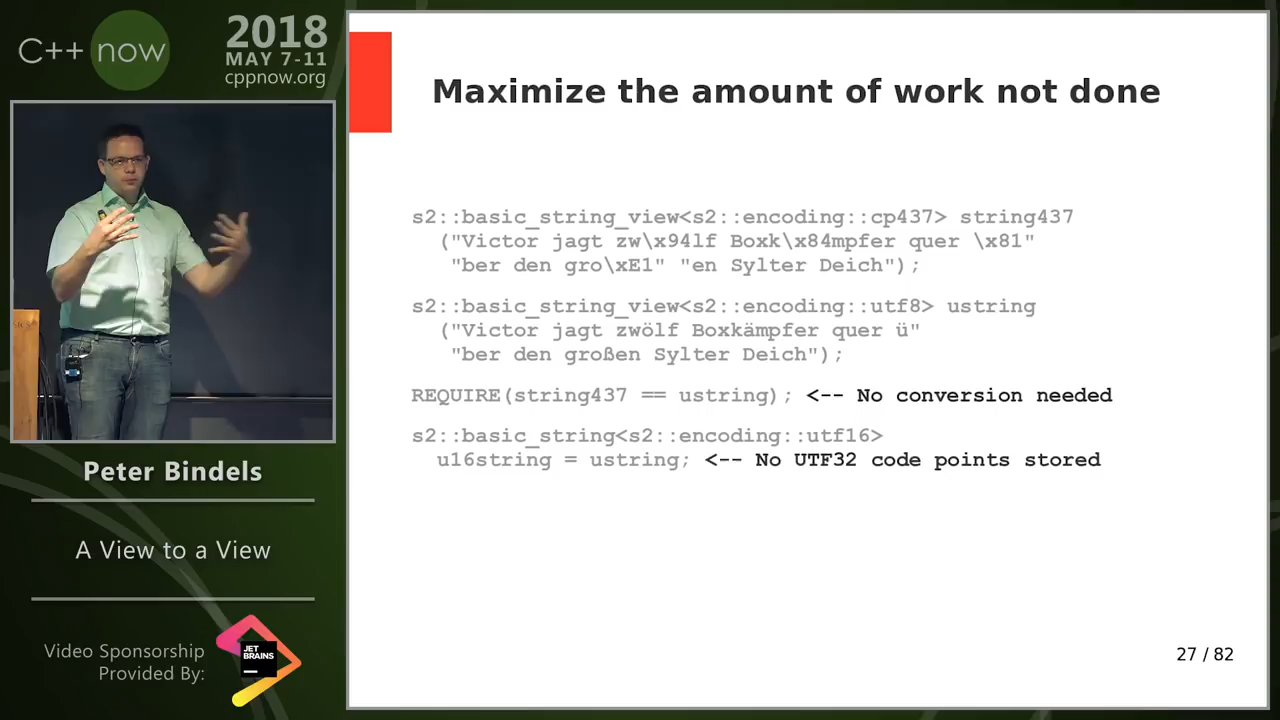 C++ now
2018
MAY 7-11
cppnow.org
Maximize the amount of work not done
s2::basic_string_view<s2::encoding::cp437> string437
("Victor jagt zw\x94lf Boxk\x84mpfer quer \x81"
"ber den gro\xE1" "en Sylter Deich");
s2::basic_string_view<s2::encoding::utf8> ustring
("Victor jagt zwölf Boxkämpfer quer ü"
"ber den großen Sylter Deich");
REQUIRE(string437 == ustring); <-- No conversion needed
s2::basic_string<s2::encoding::utf16>
u16string = ustring; <-- No UTF32 code points stored
27 / 82
Peter Bindels
A View to a View
Video Sponsorship
Provided By:
JET
BRAINS